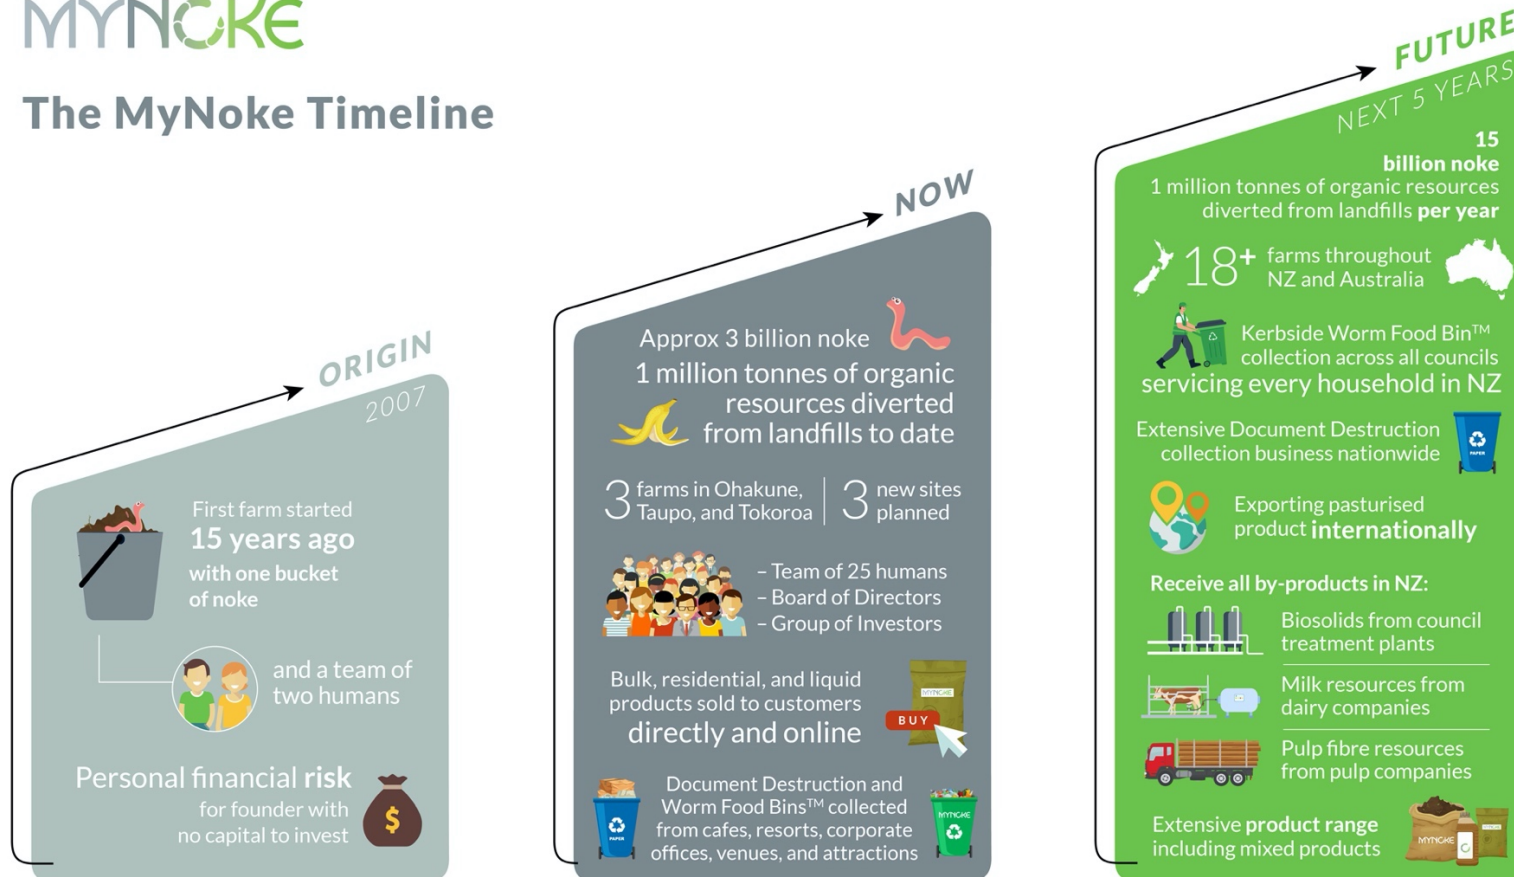 MYNOKE
The MyNoke Timeline
ORIGIN
2007
First farm started
15 years ago
with one bucket
of noke
and a team of
two humans
Personal financial risk
for founder with
no capital to invest
$
NOW
Approx 3 billion noke
1 million tonnes of organic
resources diverted
from landfills to date
3 farms in Ohakune,
Taupo, and Tokoroa
3 new sites
planned
– Team of 25 humans
– Board of Directors
– Group of Investors
Bulk, residential, and liquid
products sold to customers
directly and online
MYNOKE
BUY
Document Destruction and
Worm Food Bins™ collected
from cafes, resorts, corporate
offices, venues, and attractions
PAPER
MYNOKE
FUTURE
NEXT 5 YEARS
15
billion noke
1 million tonnes of organic resources
diverted from landfills per year
18+ farms throughout
NZ and Australia
Kerbside Worm Food Bin™
collection across all councils
servicing every household in NZ
Extensive Document Destruction
collection business nationwide
PAPER
Exporting pasturised
product internationally
Receive all by-products in NZ:
Biosolids from council
treatment plants
Milk resources from
dairy companies
Pulp fibre resources
from pulp companies
Extensive product range
including mixed products
MYNOKE
MYNOKE